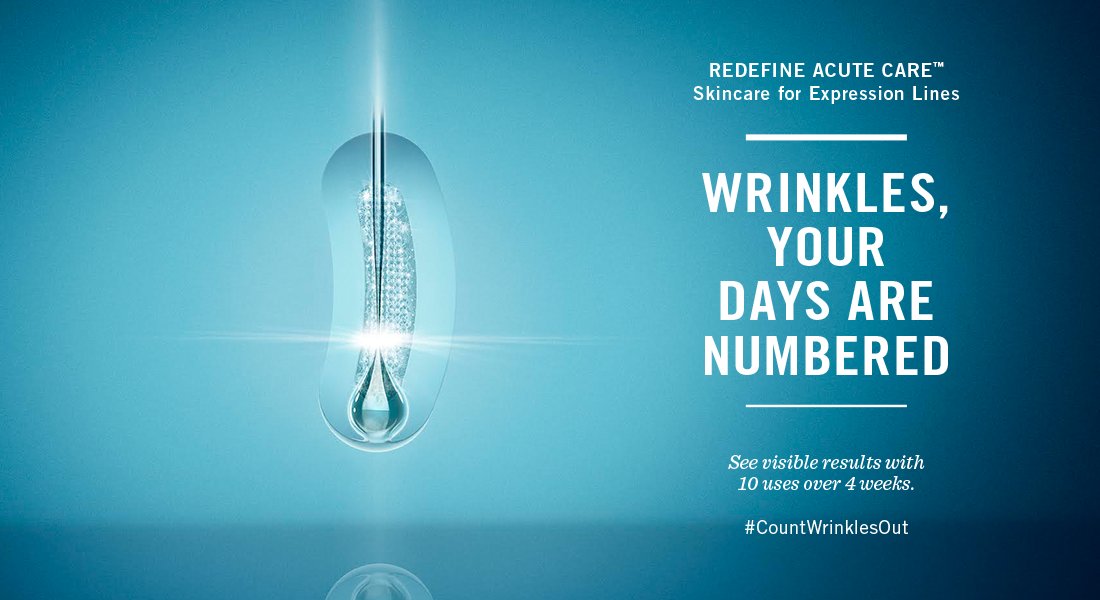 REDEFINE ACUTE CARE™
Skincare for Expression Lines
WRINKLES,
YOUR
DAYS ARE
NUMBERED
See visible results with
10 uses over 4 weeks.
#CountWrinklesOut